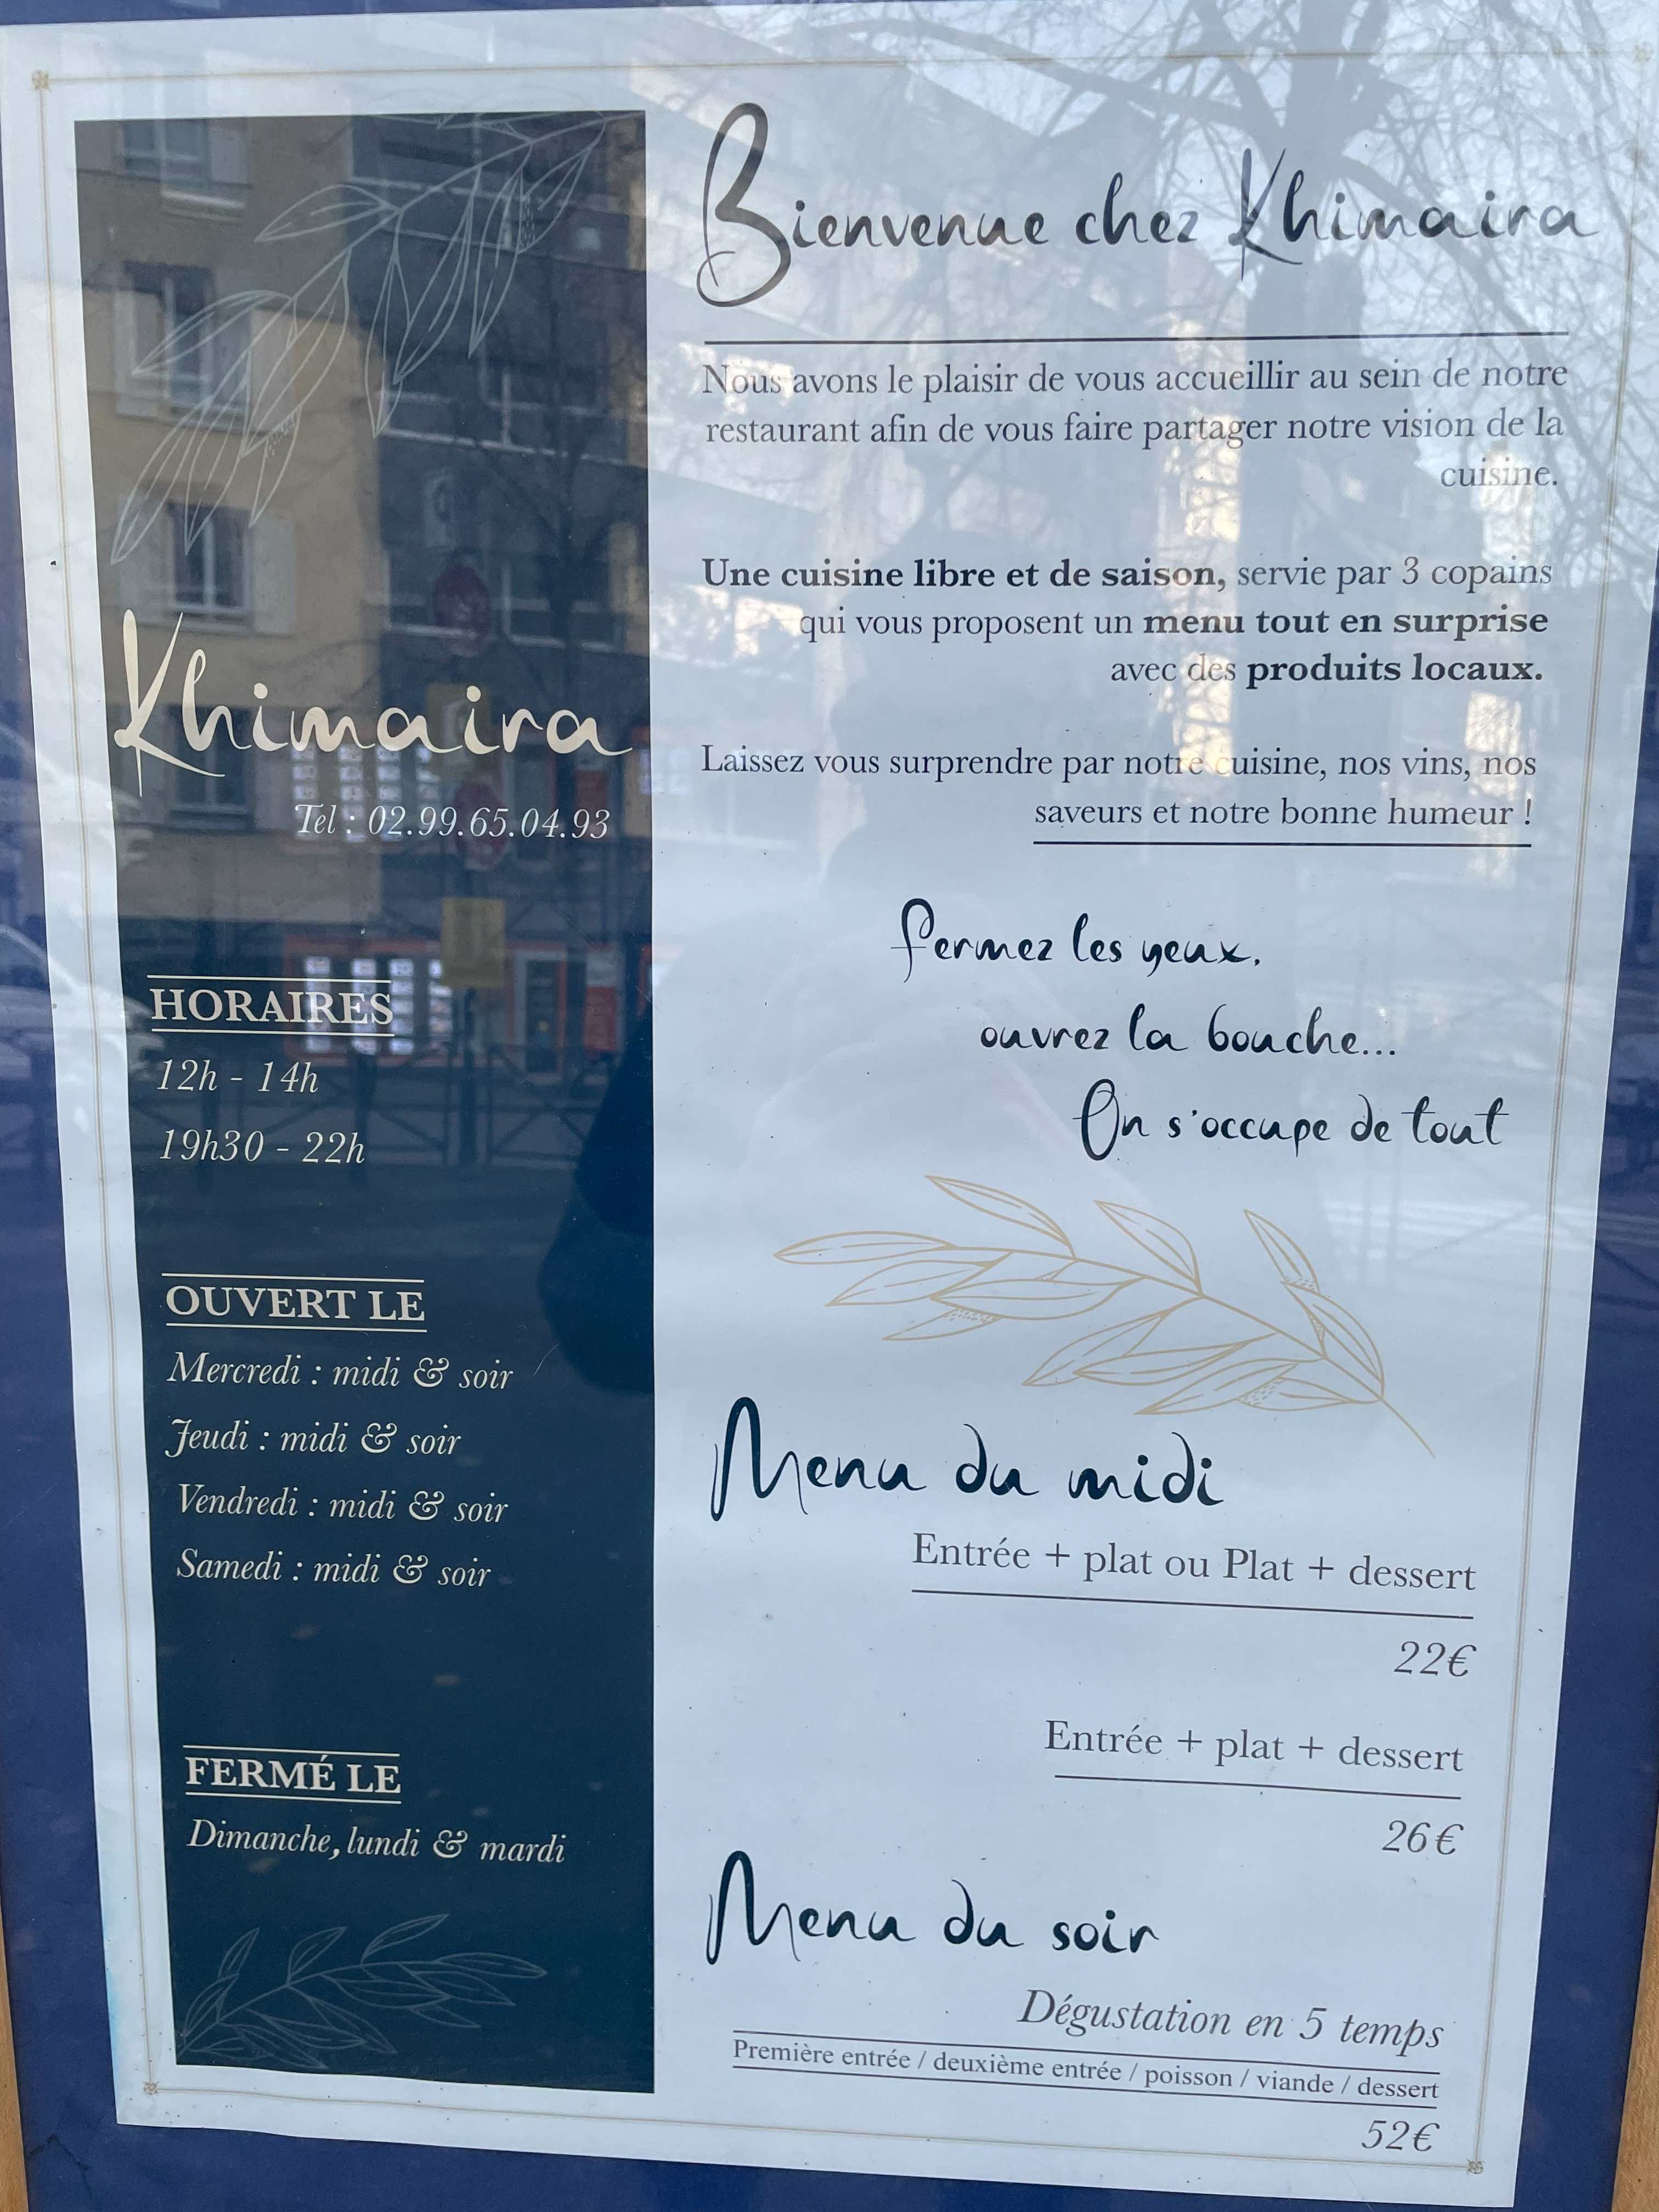 Khimaira
Tel : 02.99.65.04.93
HORAIRES
12h - 14h
19h30 - 22h
OUVERT LE
Mercredi : midi & soir
Jeudi : midi & soir
Vendredi : midi & soir
Samedi : midi & soir
FERMÉ LE
Dimanche, lundi & mardi
Bienvenue chez Khimaira
Nous avons le plaisir de vous accueillir au sein de notre
restaurant afin de vous faire partager notre vision de la
cuisine.
Une cuisine libre et de saison, servie par 3 copains
qui vous proposent un menu tout en surprise
avec des produits locaux.
Laissez vous surprendre par notre cuisine, nos vins, nos
saveurs et notre bonne humeur !
fermez les yeux,
ouvrez la bouche...
On s'occupe de tout
Menu du midi
Entrée + plat ou Plat + dessert
22€
Entrée + plat + dessert
26€
Menu du soir
Dégustation en 5 temps
Première entrée / deuxième entrée / poisson / viande / dessert
52€